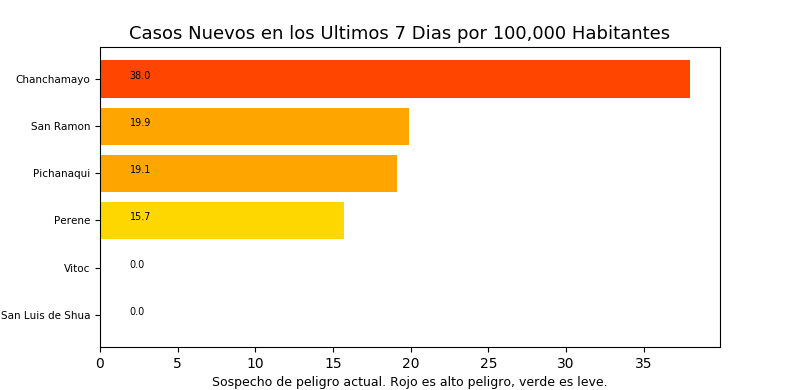 Casos Nuevos en los Ultimos 7 Dias por 100,000 Habitantes
Chanchamayo 38.0
San Ramon 19.9
Pichanaqui 19.1
Perene 15.7
Vitoc 0.0
San Luis de Shua 0.0
0 5 10 15 20 25 30 35
Sospecho de peligro actual. Rojo es alto peligro, verde es leve.